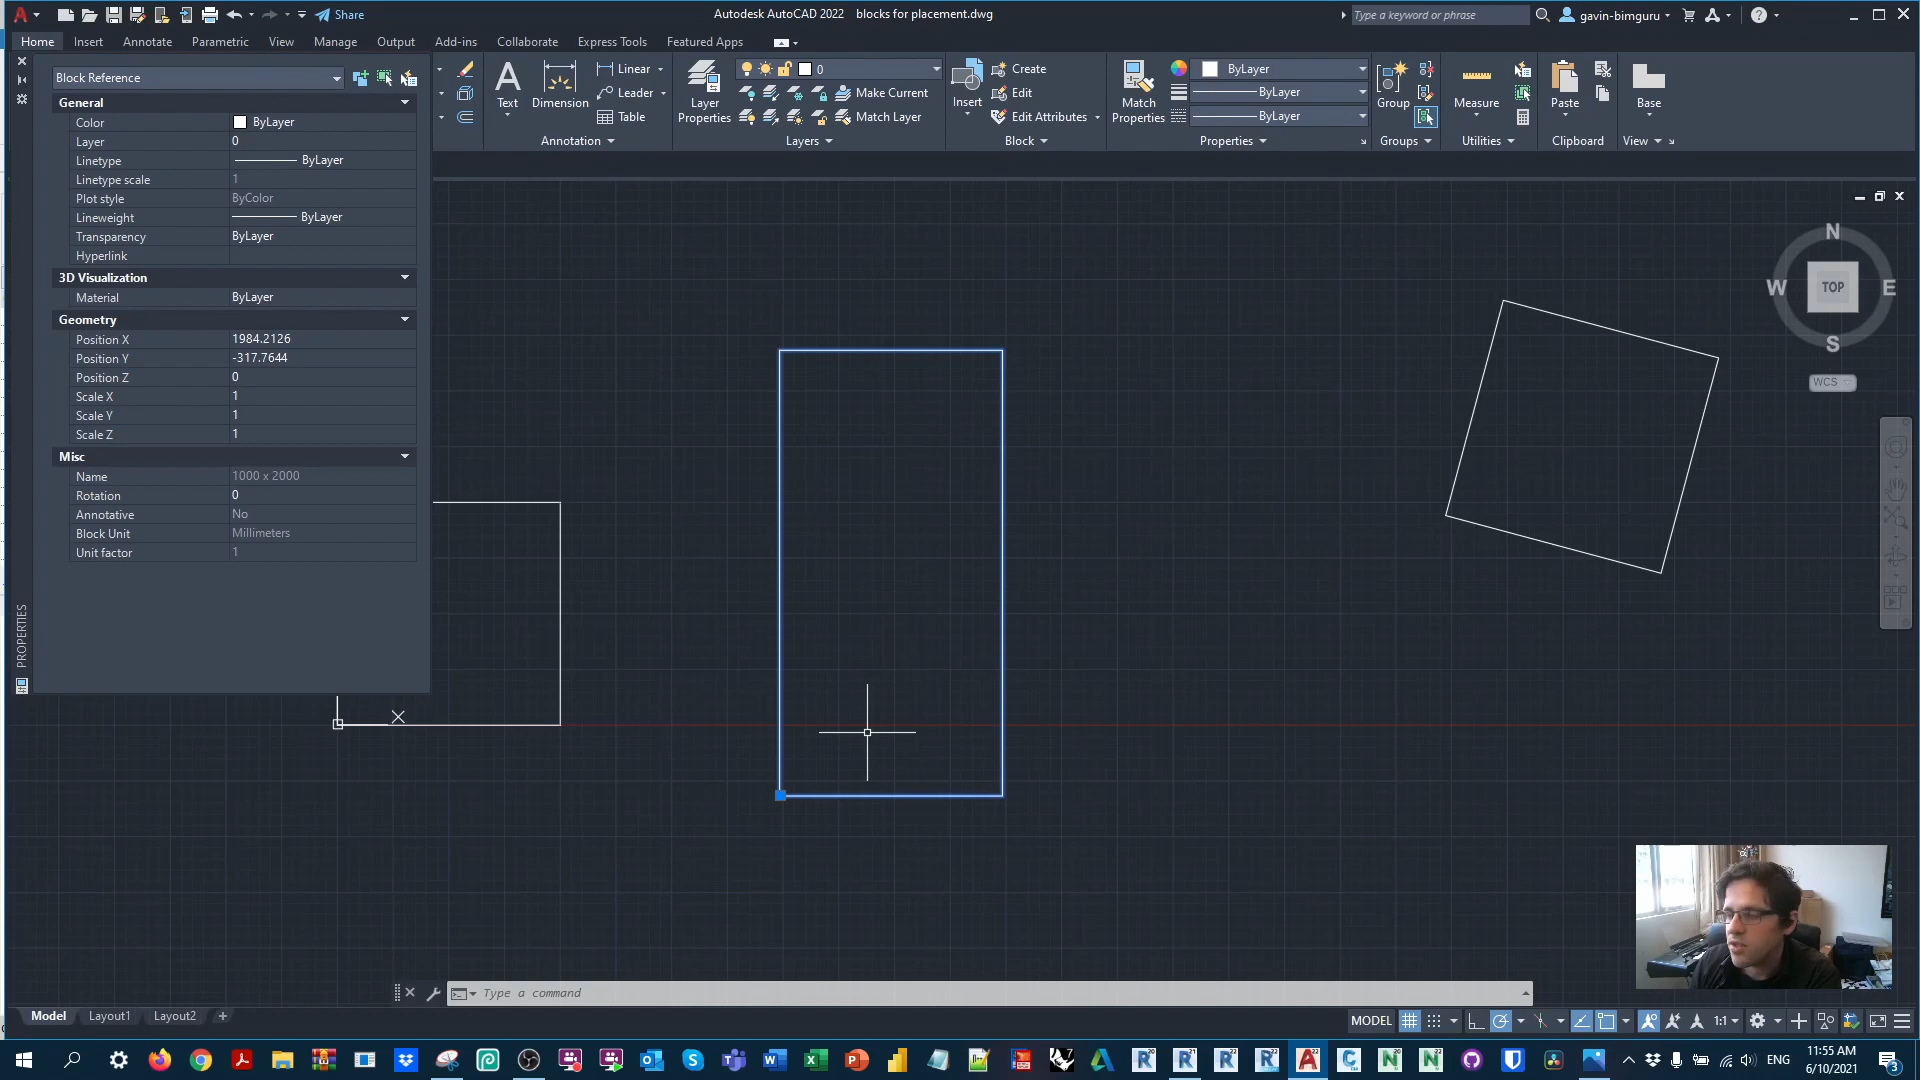 Share
Autodesk AutoCAD 2022 blocks for placement.dwg
Type a keyword or phrase
gavin-bimguru
Home
Insert
Annotate
Parametric
View
Manage
Output
Add-ins
Collaborate
Express Tools
Featured Apps
Block Reference
General
Color ByLayer
Layer 0
Linetype ByLayer
Linetype scale 1
Plot style ByColor
Lineweight ByLayer
Transparency ByLayer
Hyperlink
3D Visualization
Material ByLayer
Geometry
Position X 1984.2126
Position Y -317.7644
Position Z 0
Scale X 1
Scale Y 1
Scale Z 1
Misc
Name 1000 x 2000
Rotation 0
Annotative No
Block Unit Millimeters
Unit factor 1
PROPERTIES
Text
Dimension
Linear
Leader
Table
Annotation
Layer
Properties
0
Make Current
Match Layer
Layers
Insert
Create
Edit
Edit Attributes
Block
Match
Properties
ByLayer
ByLayer
ByLayer
Properties
Group
Groups
Measure
Utilities
Paste
Clipboard
Base
View
N
W
TOP
E
S
WCS
X
Type a command
Model
Layout1
Layout2
MODEL
1:1
ENG
11:55 AM
6/10/2021
3